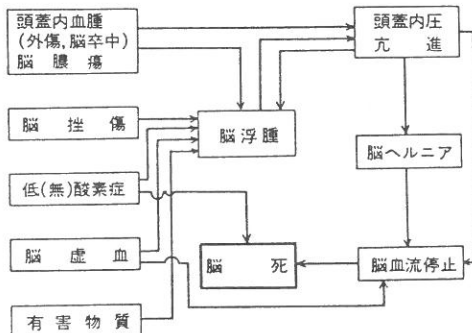 頭蓋内血腫
(外傷,脳卒中)
脳膿瘍
頭蓋内圧
亢進
脳挫傷
脳浮腫
脳ヘルニア
低(無)酸素症
脳虚血
脳死
脳血流停止
有害物質